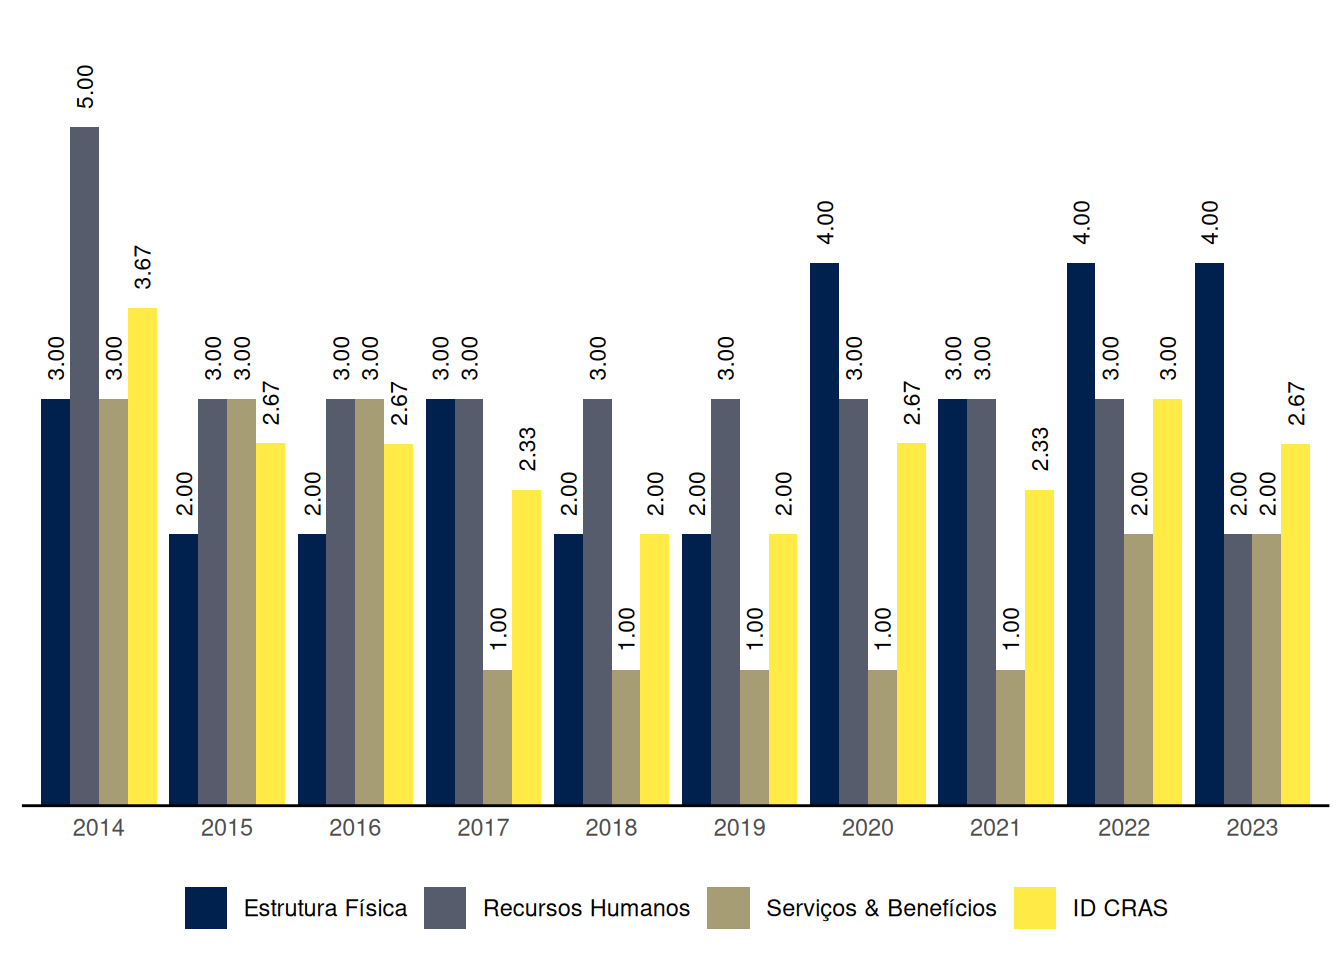 5.00
4.00 4.00 4.00
3.67
3.00 3.00 3.00 3.00 3.00 3.00 3.00 3.00 3.00 3.00 3.00 3.00 3.00 3.00 3.00
2.67 2.67 2.67 2.67
2.33 2.33
2.00 2.00 2.00 2.00 2.00 2.00 2.00 2.00 2.00
1.00 1.00 1.00 1.00 1.00
2014 2015 2016 2017 2018 2019 2020 2021 2022 2023
Estrutura Física Recursos Humanos Serviços & Benefícios ID CRAS